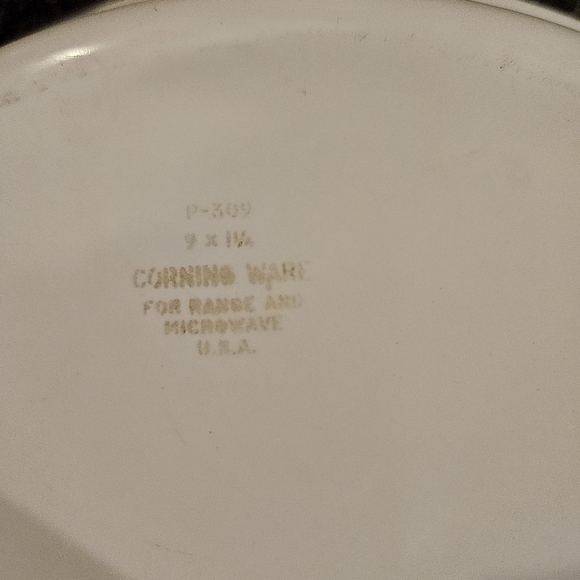 P-309
9 x 1¼
CORNING WARE
FOR RANGE AND
MICROWAVE
U.S.A.